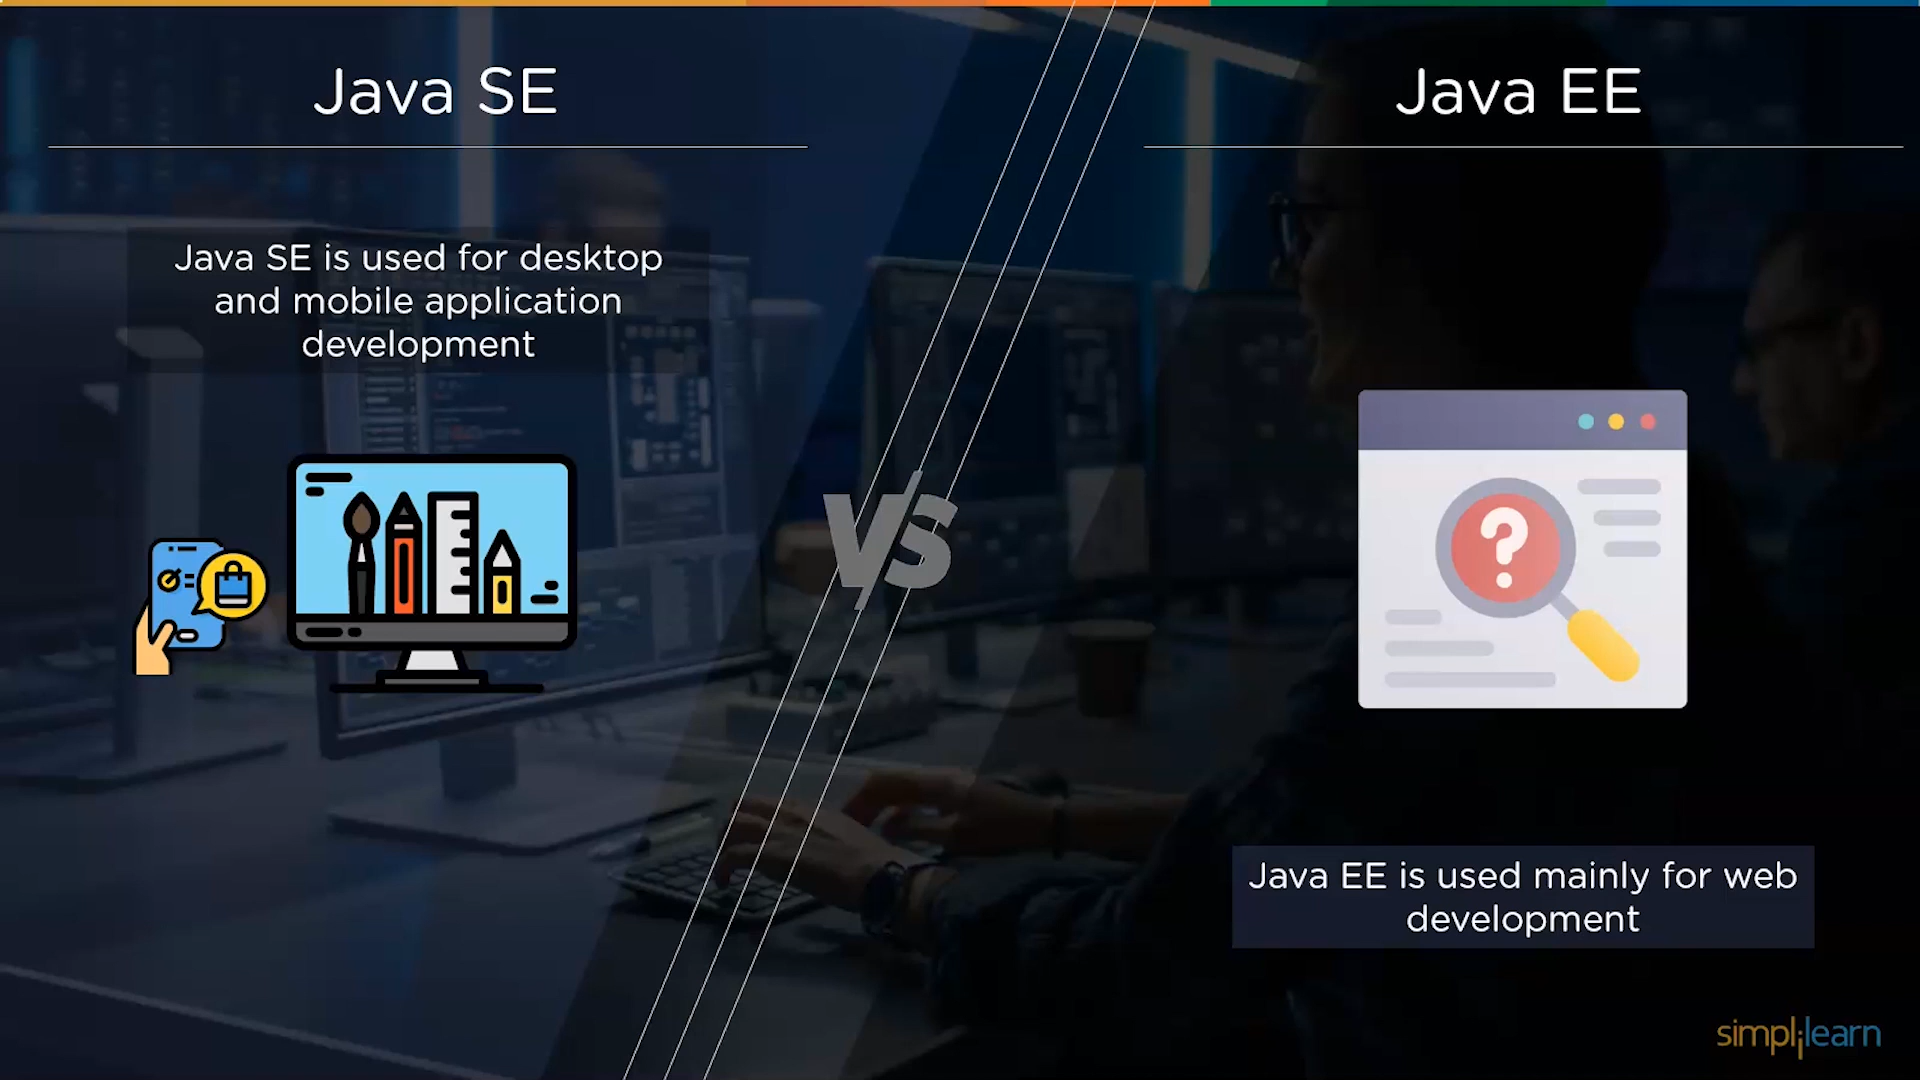 Java SE
Java SE is used for desktop
and mobile application
development
VS
Java EE
?
Java EE is used mainly for web
development
simplilearn